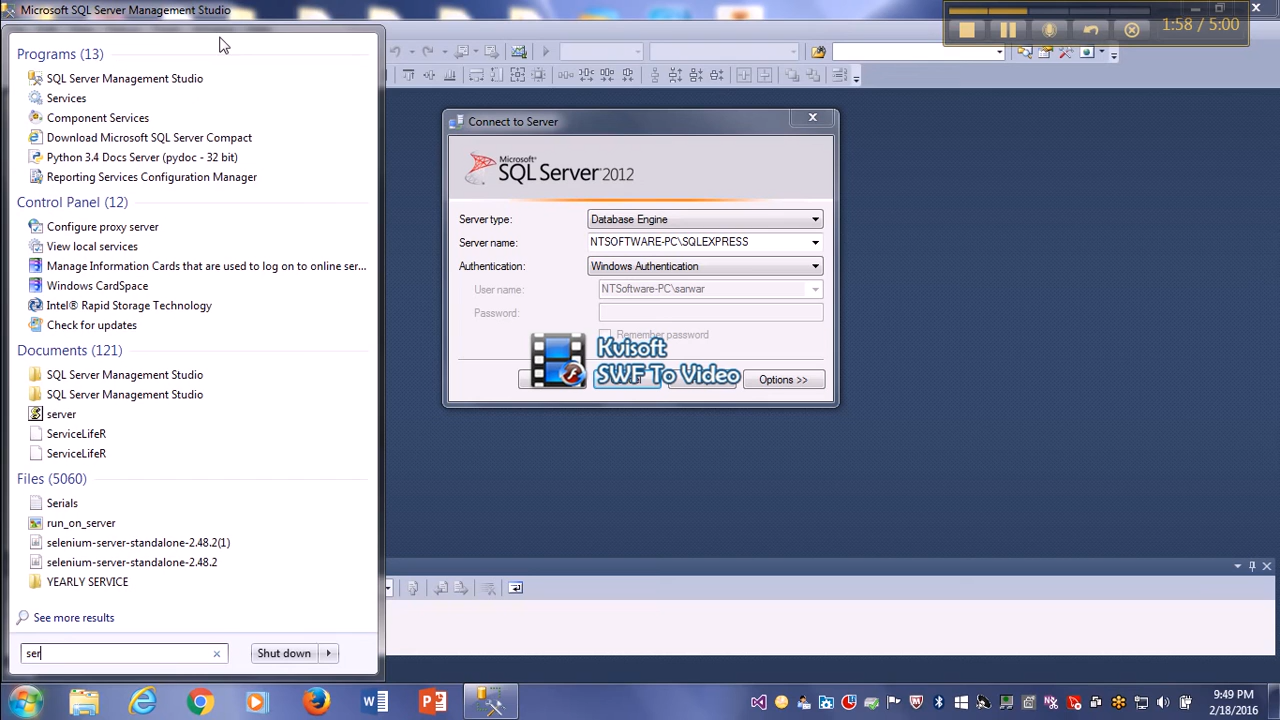 Microsoft SQL Server Management Studio
1:58 / 5:00
Programs (13)
SQL Server Management Studio
Services
Component Services
Download Microsoft SQL Server Compact
Python 3.4 Docs Server (pydoc - 32 bit)
Reporting Services Configuration Manager
Control Panel (12)
Configure proxy server
View local services
Manage Information Cards that are used to log on to online ser...
Windows CardSpace
Intel® Rapid Storage Technology
Check for updates
Documents (121)
SQL Server Management Studio
SQL Server Management Studio
server
ServiceLifeR
ServiceLifeR
Files (5060)
Serials
run_on_server
selenium-server-standalone-2.48.2(1)
selenium-server-standalone-2.48.2
YEARLY SERVICE
See more results
ser
Shut down
Connect to Server
Microsoft®
SQL Server® 2012
Server type:
Database Engine
Server name:
NTSOFTWARE-PC\SQLEXPRESS
Authentication:
Windows Authentication
User name:
NTSoftware-PC\sarwar
Password:
Remember password
Kvisoft
SWF To Video
Options >>
9:49 PM
2/18/2016